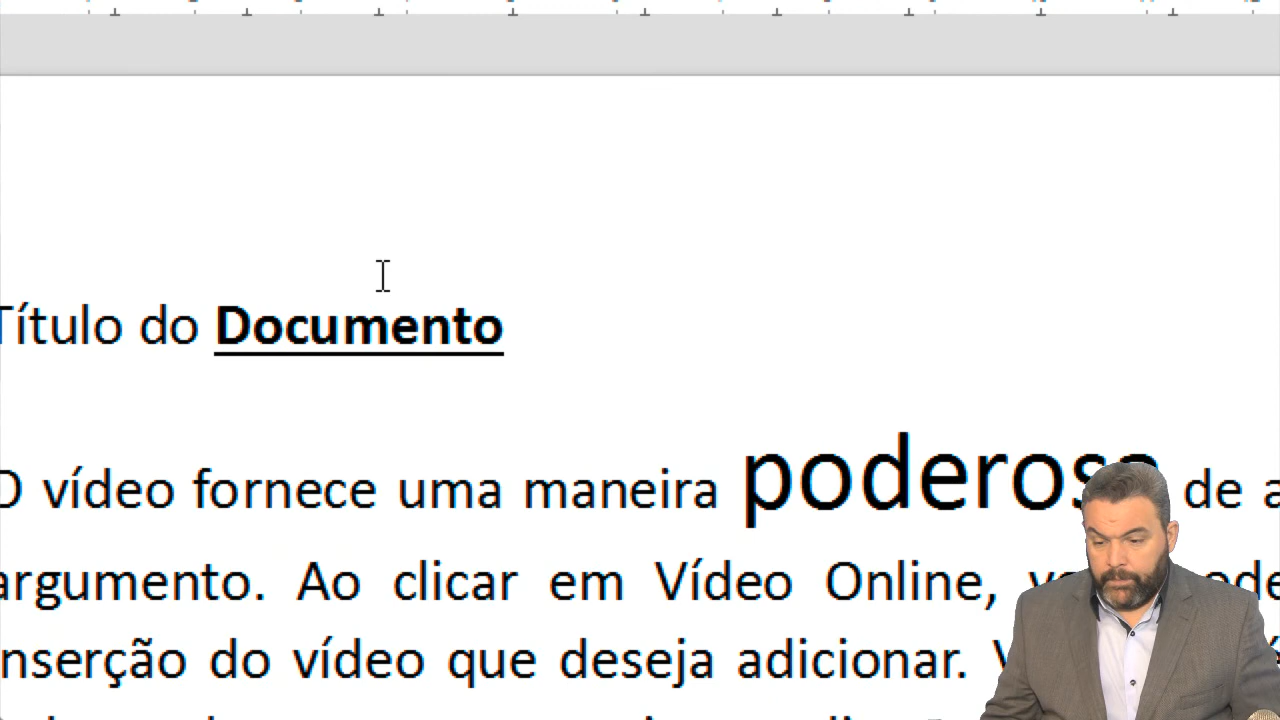 Título do Documento
O vídeo fornece uma maneira poderosa de
argumento. Ao clicar em Vídeo Online,
inserção do vídeo que deseja adicionar.